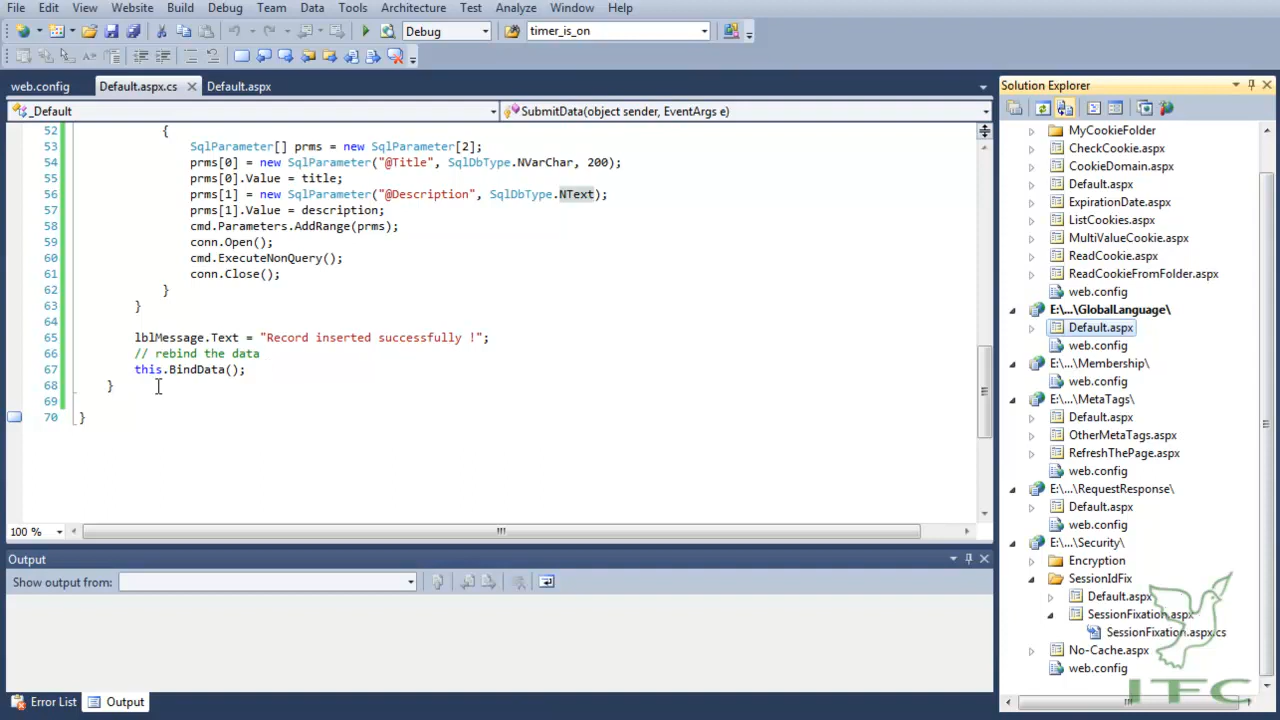 File Edit View Website Build Debug Team Data Tools Architecture Test Analyze Window Help
Debug timer_is_on
web.config Default.aspx.cs Default.aspx
_Default SubmitData(object sender, EventArgs e)
52 {
53 SqlParameter[] prms = new SqlParameter[2];
54 prms[0] = new SqlParameter("@Title", SqlDbType.NVarChar, 200);
55 prms[0].Value = title;
56 prms[1] = new SqlParameter("@Description", SqlDbType.NText);
57 prms[1].Value = description;
58 cmd.Parameters.AddRange(prms);
59 conn.Open();
60 cmd.ExecuteNonQuery();
61 conn.Close();
62 }
63 }
64
65 lblMessage.Text = "Record inserted successfully !";
66 // rebind the data
67 this.BindData();
68 }
69
70 }
100 %
Output
Show output from:
Error List Output
Solution Explorer
MyCookieFolder
CheckCookie.aspx
CookieDomain.aspx
Default.aspx
ExpirationDate.aspx
ListCookies.aspx
MultiValueCookie.aspx
ReadCookie.aspx
ReadCookieFromFolder.aspx
web.config
E:\...\GlobalLanguage\
Default.aspx
web.config
E:\...\Membership\
web.config
E:\...\MetaTags\
Default.aspx
OtherMetaTags.aspx
RefreshThePage.aspx
web.config
E:\...\RequestResponse\
Default.aspx
web.config
E:\...\Security\
Encryption
SessionIdFix
Default.aspx
SessionFixation.aspx
SessionFixation.aspx.cs
No-Cache.aspx
web.config
ITFC